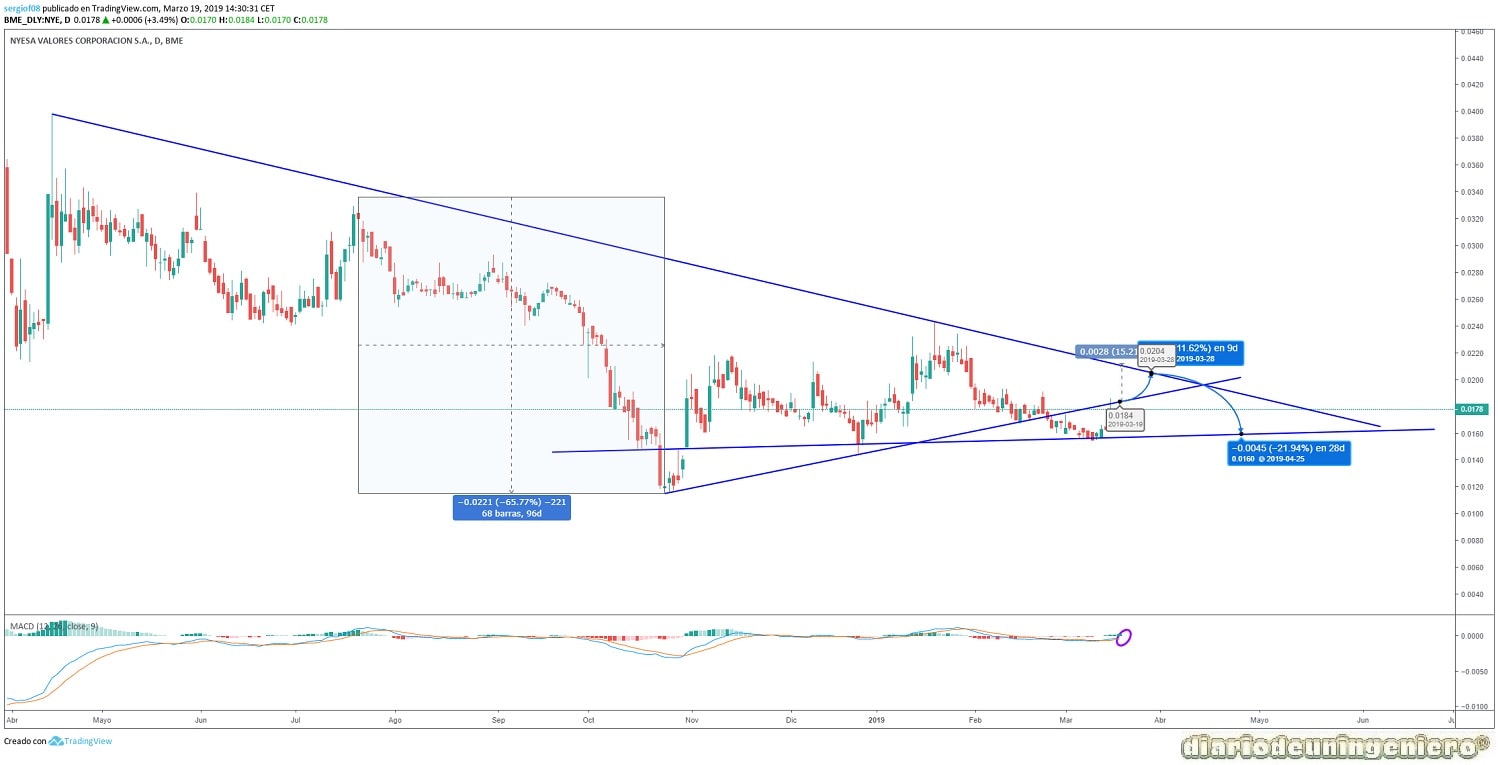 sergiof08 publicado en TradingView.com, Marzo 19, 2019 14:30:31 CET
BME_DLY:NYE, D 0.0178 ▲ +0.0006 (+3.49%) O:0.0170 H:0.0184 L:0.0170 C:0.0178
NYESA VALORES CORPORACION S.A., D, BME
0.0460
0.0440
0.0420
0.0400
0.0380
0.0360
0.0340
0.0320
0.0300
0.0280
0.0260
0.0240
0.0220
0.0200
0.0178
0.0160
0.0140
0.0120
0.0100
0.0080
0.0060
0.0040
0.0028 (15.2
0.0204
2019-03-28
11.62%) en 9d
2019-03-28
0.0184
2019-03-19
−0.0045 (−21.94%) en 28d
0.0160 @ 2019-04-25
−0.0221 (−65.77%) −221
68 barras, 96d
MACD (12, 26, close, 9)
0.0000
−0.0050
−0.0100
Abr Mayo Jun Jul Ago Sep Oct Nov Dic 2019 Feb Mar Abr Mayo Jun
Creado con TradingView
diariodeuningeniero®